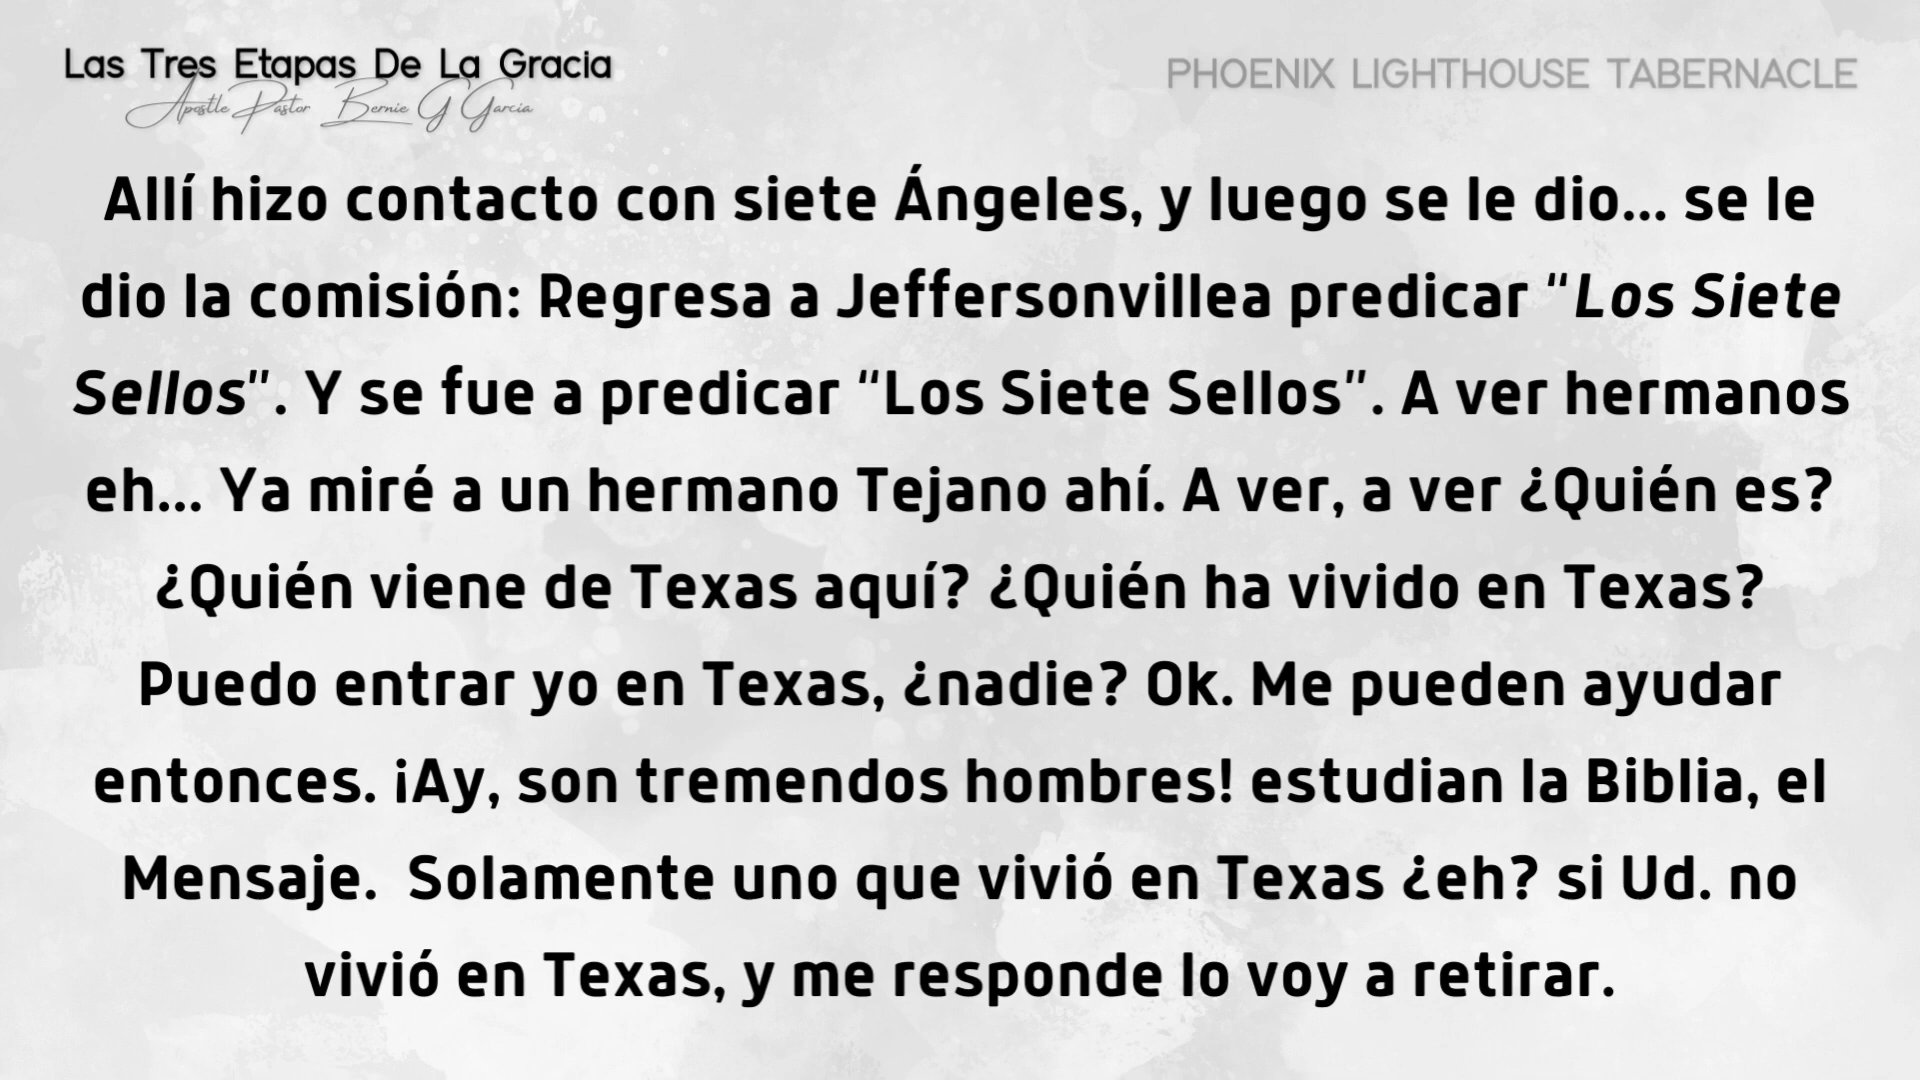 Las Tres Etapas De La Gracia
Apostle Pastor Bernie G Garcia
PHOENIX LIGHTHOUSE TABERNACLE
Allí hizo contacto con siete Ángeles, y luego se le dio... se le
dio la comisión: Regresa a Jeffersonvillea predicar “Los Siete
Sellos”. Y se fue a predicar “Los Siete Sellos”. A ver hermanos
eh... Ya miré a un hermano Tejano ahí. A ver, a ver ¿Quién es?
¿Quién viene de Texas aquí? ¿Quién ha vivido en Texas?
Puedo entrar yo en Texas, ¿nadie? Ok. Me pueden ayudar
entonces. ¡Ay, son tremendos hombres! estudian la Biblia, el
Mensaje.  Solamente uno que vivió en Texas ¿eh? si Ud. no
vivió en Texas, y me responde lo voy a retirar.